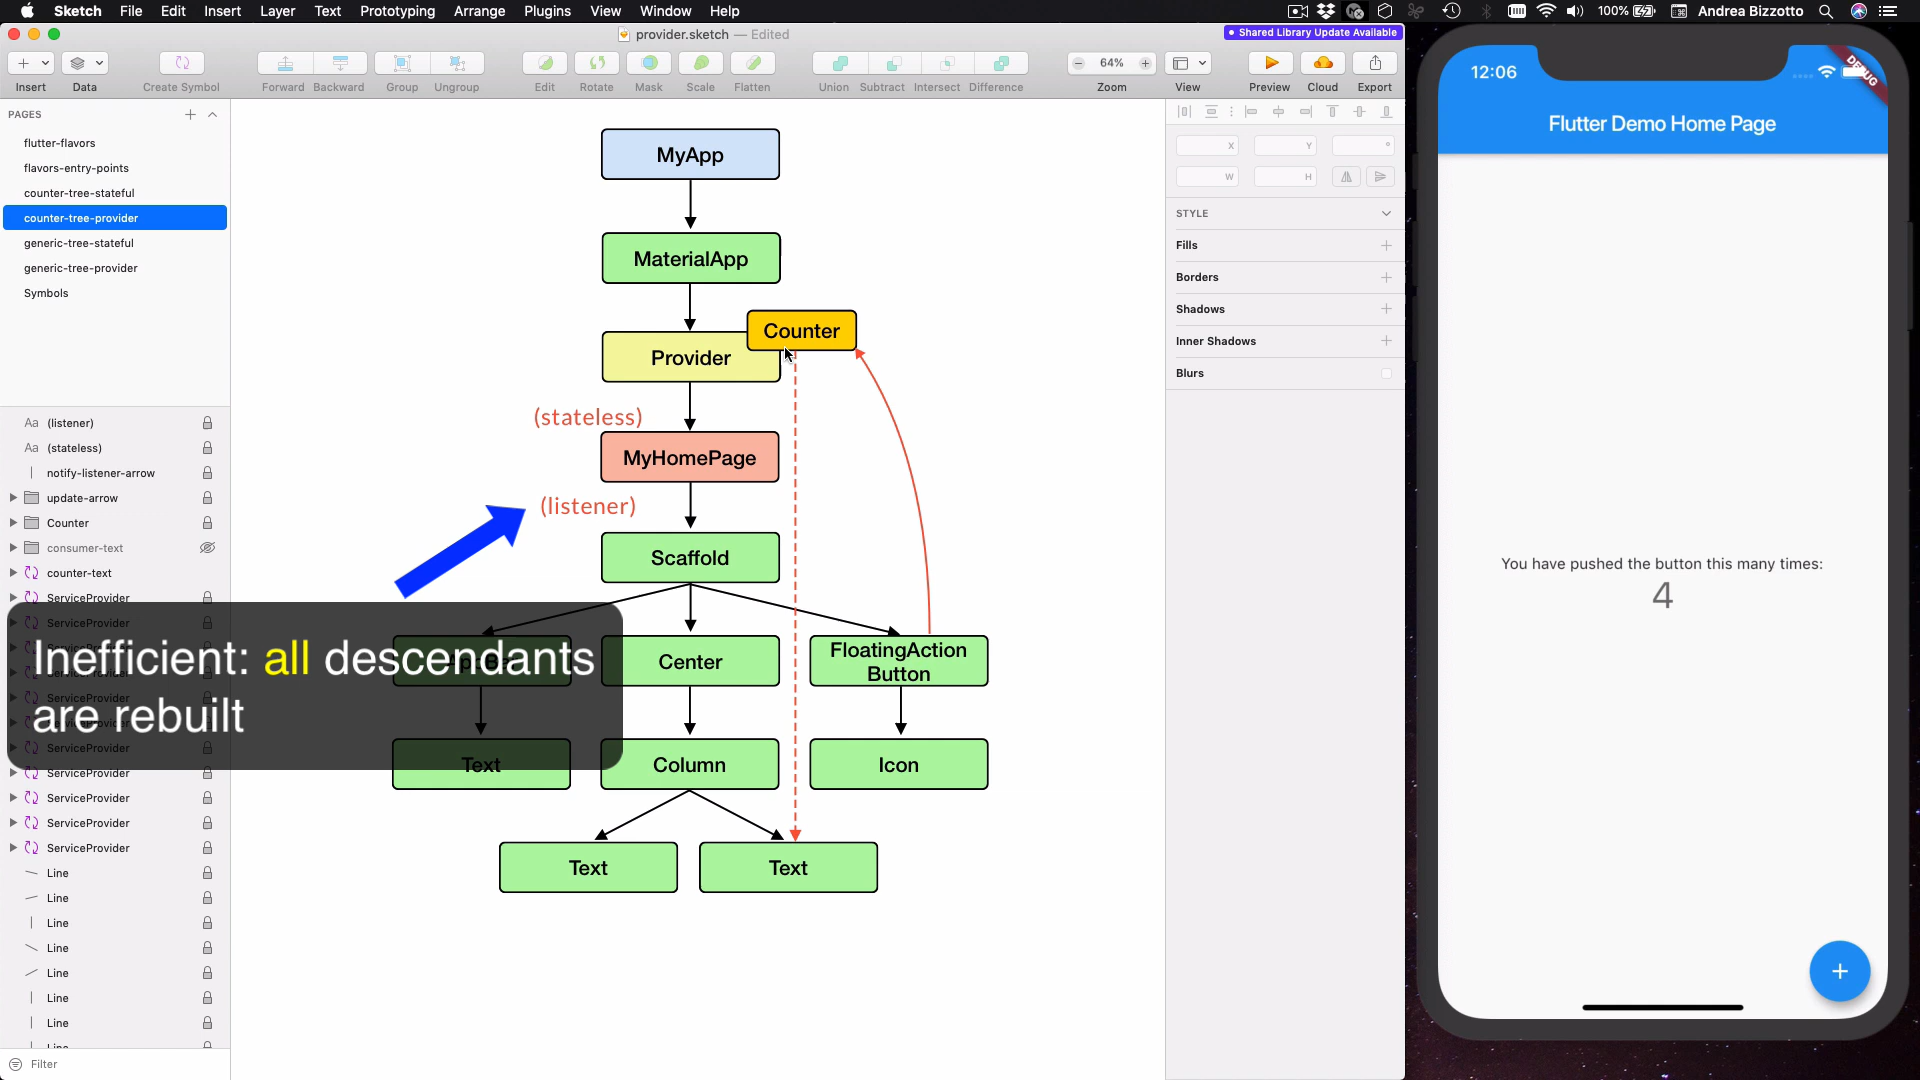 Sketch File Edit Insert Layer Text Prototyping Arrange Plugins View Window Help
100% Andrea Bizzotto
provider.sketch — Edited
Shared Library Update Available
64%
Insert Data Create Symbol Forward Backward Group Ungroup Edit Rotate Mask Scale Flatten Union Subtract Intersect Difference Zoom View Preview Cloud Export
PAGES
flutter-flavors
flavors-entry-points
counter-tree-stateful
counter-tree-provider
generic-tree-stateful
generic-tree-provider
Symbols
Aa (listener)
Aa (stateless)
notify-listener-arrow
update-arrow
Counter
consumer-text
counter-text
ServiceProvider
ServiceProvider
ServiceProvider
ServiceProvider
ServiceProvider
ServiceProvider
ServiceProvider
ServiceProvider
ServiceProvider
ServiceProvider
ServiceProvider
Line
Line
Line
Line
Line
Line
Line
Line
Filter
MyApp
MaterialApp
Counter
Provider
(stateless)
MyHomePage
(listener)
Scaffold
Center
FloatingAction
Button
Text
Column
Icon
Text
Text
Inefficient: all descendants
are rebuilt
X Y °
W H
STYLE
Fills
Borders
Shadows
Inner Shadows
Blurs
12:06
DEBUG
Flutter Demo Home Page
You have pushed the button this many times:
4